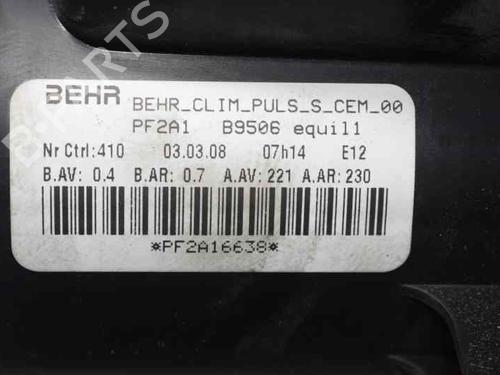 BEHR BEHR_CLIM_PULS_S_CEM_00
PF2A1 B9506 equil1
Nr Ctrl:410 03.03.08 07h14 E12
B.AV: 0.4 B.AR: 0.7 A.AV: 221 A.AR: 230
*PF2A16638*
B-PARTS